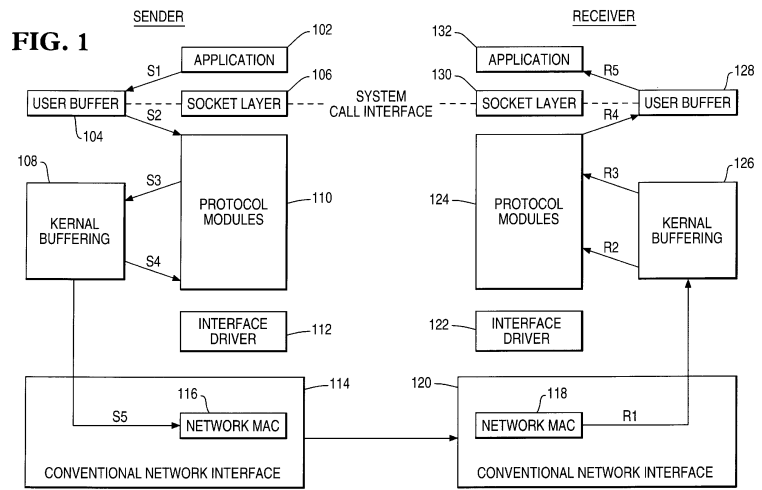 SENDER
RECEIVER
FIG. 1
APPLICATION
102
132
APPLICATION
S1
R5
USER BUFFER
104
106
SOCKET LAYER
SYSTEM
CALL INTERFACE
130
SOCKET LAYER
128
USER BUFFER
S2
R4
108
KERNAL
BUFFERING
S3
S4
PROTOCOL
MODULES
110
124
PROTOCOL
MODULES
R3
R2
126
KERNAL
BUFFERING
INTERFACE
DRIVER
112
122
INTERFACE
DRIVER
114
120
116
NETWORK MAC
S5
118
NETWORK MAC
R1
CONVENTIONAL NETWORK INTERFACE
CONVENTIONAL NETWORK INTERFACE